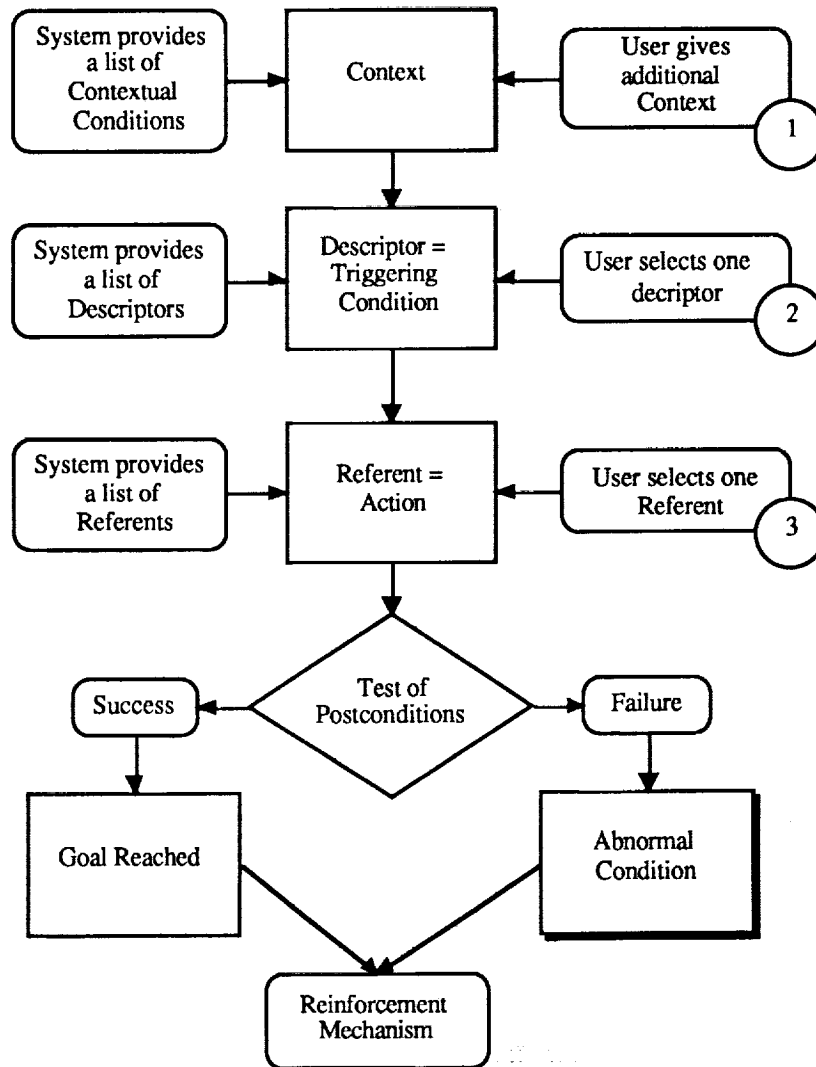 System provides
a list of
Contextual
Conditions
Context
User gives
additional
Context
1
System provides
a list of
Descriptors
Descriptor =
Triggering
Condition
User selects one
decriptor
2
System provides
a list of
Referents
Referent =
Action
User selects one
Referent
3
Test of
Postconditions
Success
Failure
Goal Reached
Abnormal
Condition
Reinforcement
Mechanism